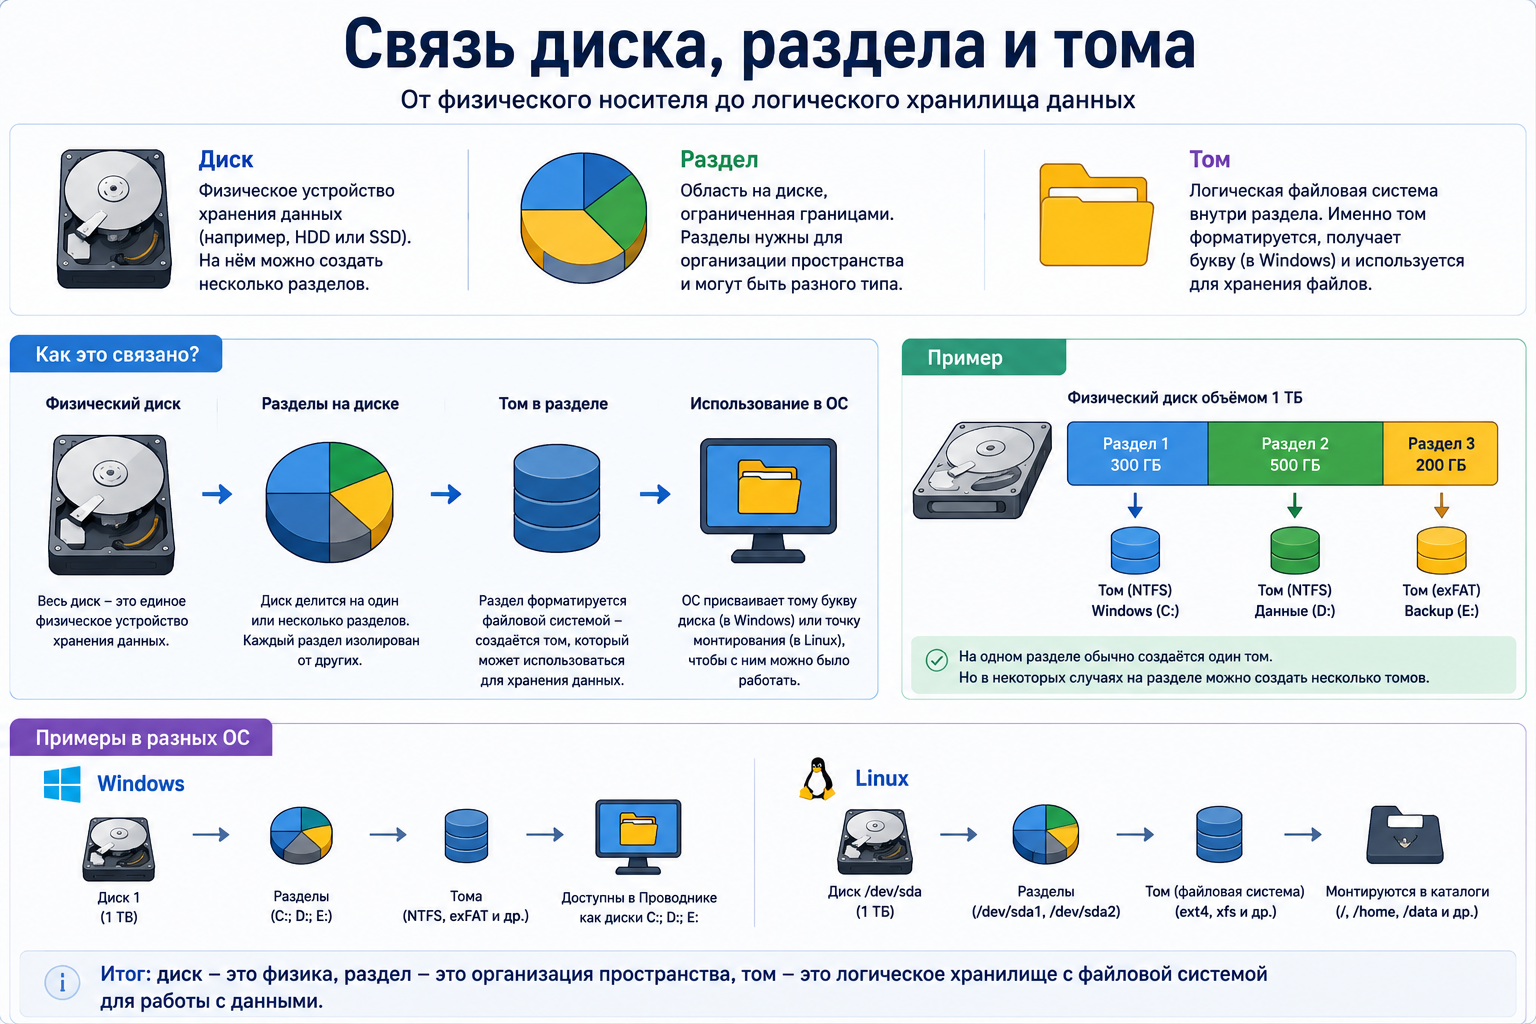 Связь диска, раздела и тома
От физического носителя до логического хранилища данных
Диск
Физическое устройство
хранения данных
(например, HDD или SSD).
На нём можно создать
несколько разделов.
Раздел
Область на диске,
ограниченная границами.
Разделы нужны для
организации пространства
и могут быть разного типа.
Том
Логическая файловая система
внутри раздела. Именно том
форматируется, получает
букву (в Windows) и используется
для хранения файлов.
Как это связано?
Физический диск
Весь диск – это единое
физическое устройство
хранения данных.
Разделы на диске
Диск делится на один
или несколько разделов.
Каждый раздел изолирован
от других.
Том в разделе
Раздел форматируется
файловой системой –
создаётся том, который
может использоваться
для хранения данных.
Использование в ОС
ОС присваивает тому букву
диска (в Windows) или точку
монтирования (в Linux),
чтобы с ним можно было
работать.
Пример
Физический диск объёмом 1 ТБ
Раздел 1
300 ГБ
Раздел 2
500 ГБ
Раздел 3
200 ГБ
Том (NTFS)
Windows (C:)
Том (NTFS)
Данные (D:)
Том (exFAT)
Backup (E:)
На одном разделе обычно создаётся один том.
Но в некоторых случаях на разделе можно создать несколько томов.
Примеры в разных ОС
Windows
Диск 1
(1 ТВ)
Разделы
(C:; D:; E:)
Тома
(NTFS, exFAT и др.)
Доступны в Проводнике
как диски C:; D:; E:
Linux
Диск /dev/sda
(1 ТБ)
Разделы
(/dev/sda1, /dev/sda2)
Том (файловая система)
(ext4, xfs и др.)
Монтируются в каталоги
(/, /home, /data и др.)
Итог: диск – это физика, раздел – это организация пространства, том – это логическое хранилище с файловой системой
для работы с данными.